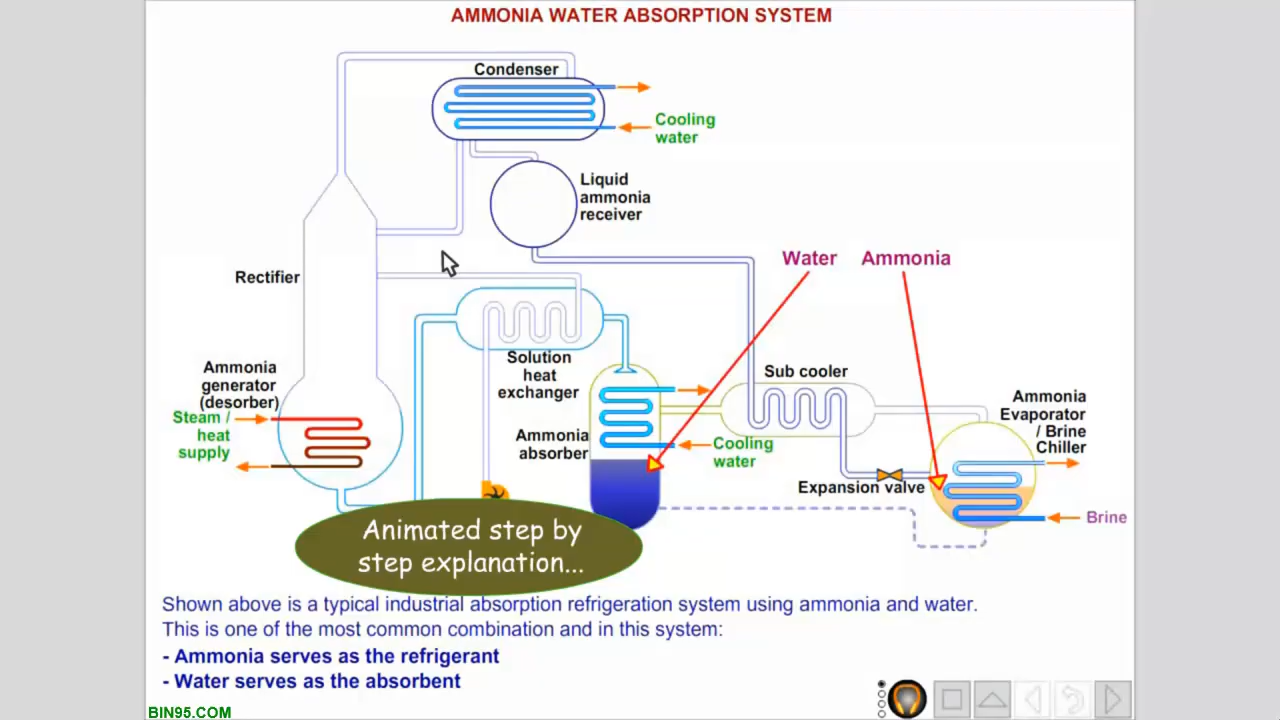 AMMONIA WATER ABSORPTION SYSTEM
Condenser
Cooling
water
Liquid
ammonia
receiver
Water
Ammonia
Rectifier
Solution
heat
exchanger
Sub cooler
Ammonia
generator
(desorber)
Steam /
heat
supply
Ammonia
absorber
Cooling
water
Ammonia
Evaporator
/ Brine
Chiller
Expansion valve
Brine
Animated step by
step explanation...
Shown above is a typical industrial absorption refrigeration system using ammonia and water.
This is one of the most common combination and in this system:
- Ammonia serves as the refrigerant
- Water serves as the absorbent
BIN95.COM